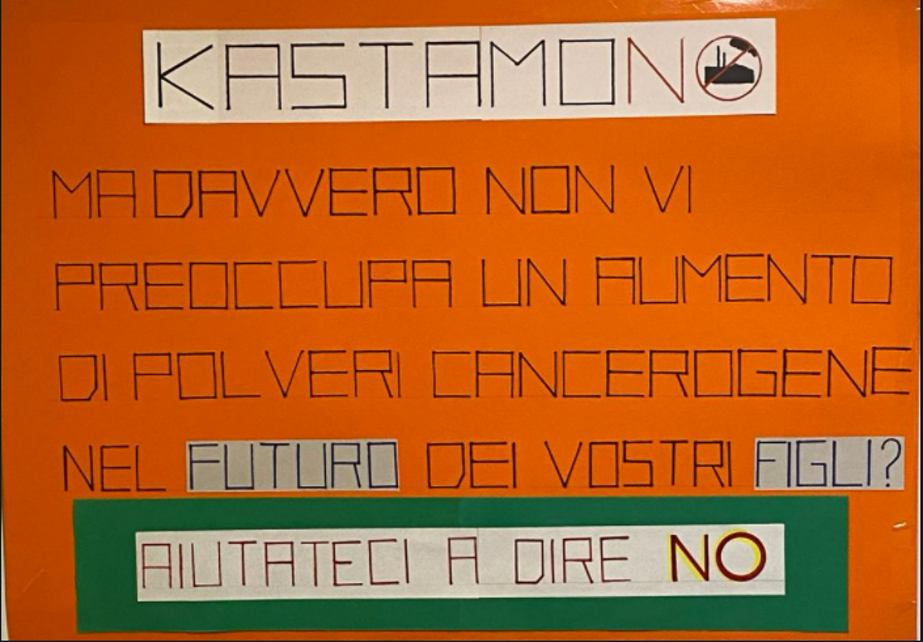 KASTAMONO
MA DAVVERO NON VI
PREOCCUPA UN AUMENTO
DI POLVERI CANCEROGENE
NEL FUTURO DEI VOSTRI FIGLI?
AIUTATECI A DIRE NO